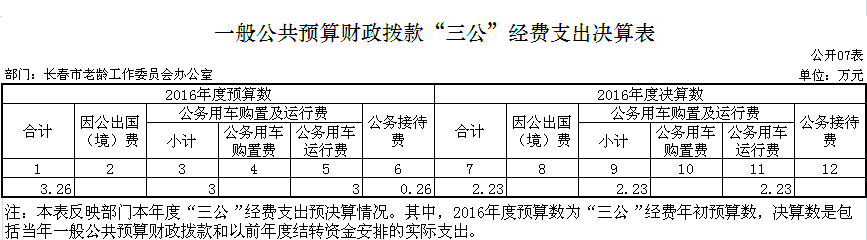 一般公共预算财政拨款“三公”经费支出决算表
公开07表
部门：长春市老龄工作委员会办公室 单位：万元
2016年度预算数 2016年度决算数
合计 因公出国（境）费 公务用车购置及运行费 公务接待费 合计 因公出国（境）费 公务用车购置及运行费 公务接待费
小计 公务用车购置费 公务用车运行费 小计 公务用车购置费 公务用车运行费
1 2 3 4 5 6 7 8 9 10 11 12
3.26 3 3 0.26 2.23 2.23 2.23
注：本表反映部门本年度“三公 ”经费支出预决算情况。其中，2016年度预算数为“三公 ”经费年初预算数，决算数是包
括当年一般公共预算财政拨款和以前年度结转资金安排的实际支出。